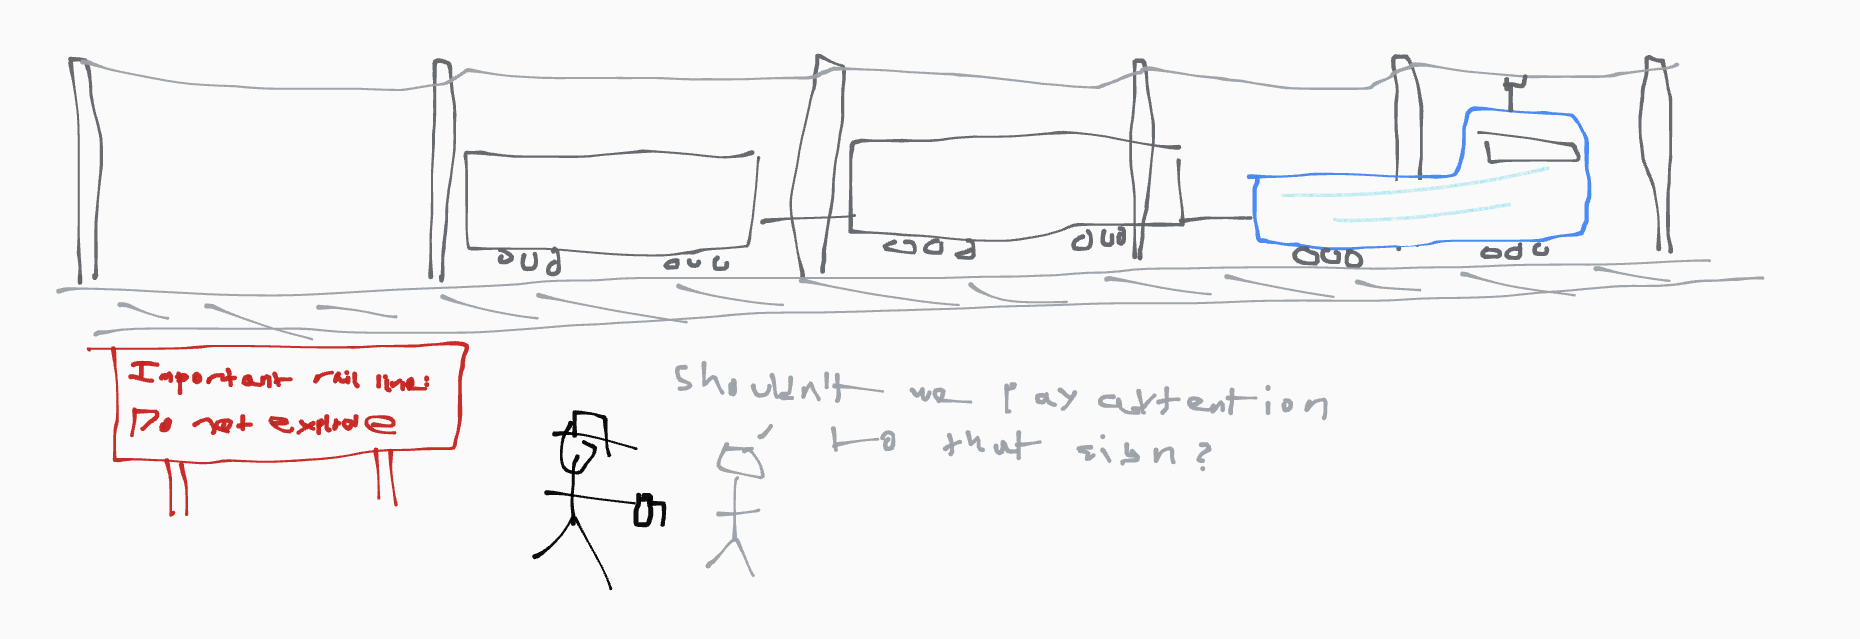 Important rail line:
Do not explode
Shouldn't we pay attention
to that sign?